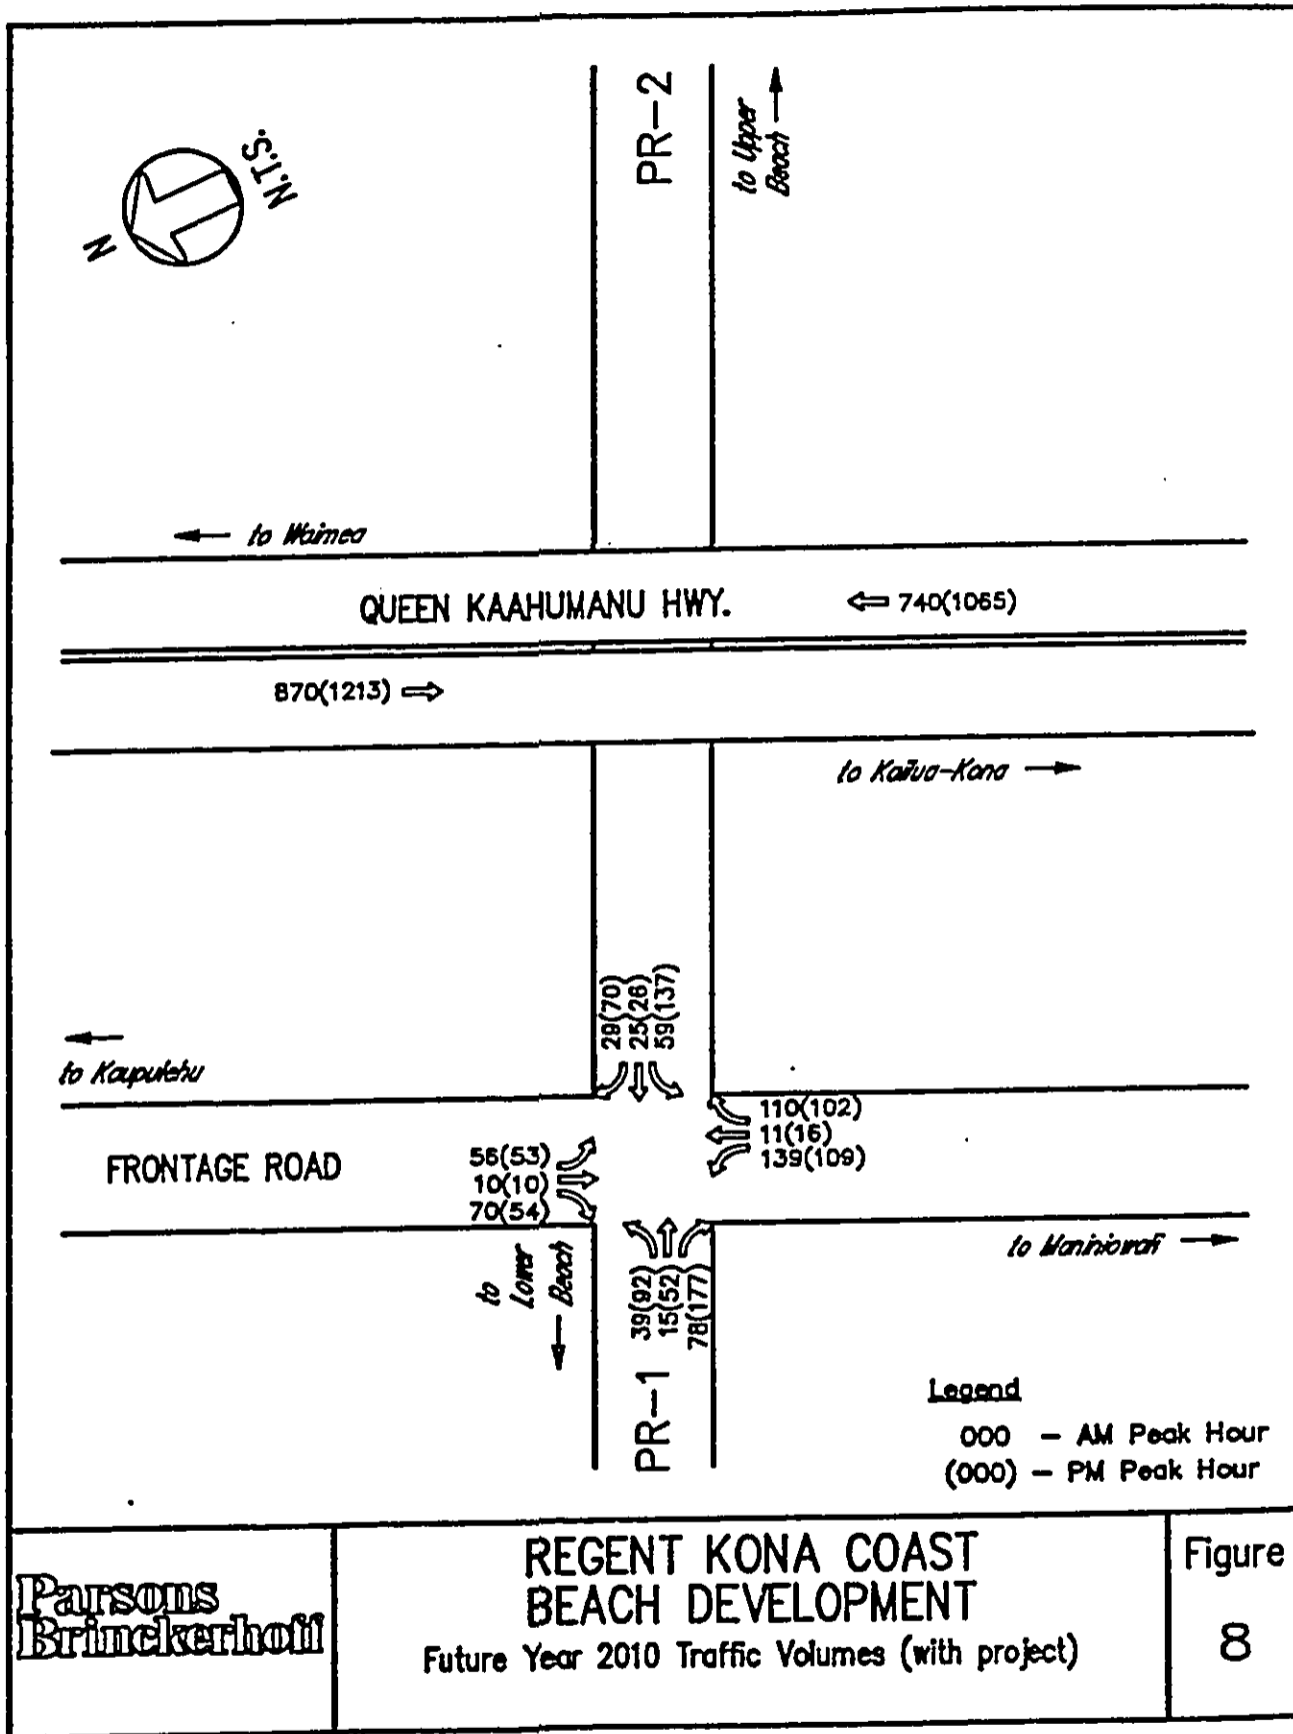 PR-2
to Upper
Beach
N.T.S.
N
to Waimea
QUEEN KAAHUMANU HWY.
740(1065)
870(1213)
to Kailua-Kona
29(70)
25(26)
59(137)
to Kaupulehu
110(102)
11(16)
139(109)
FRONTAGE ROAD
56(53)
10(10)
70(54)
to Maniniowali
to
Lower
Beach
39(92)
15(52)
78(177)
PR-1
Legend
000 - AM Peak Hour
(000) - PM Peak Hour
Parsons
Brinckerhoff
REGENT KONA COAST
BEACH DEVELOPMENT
Future Year 2010 Traffic Volumes (with project)
Figure
8